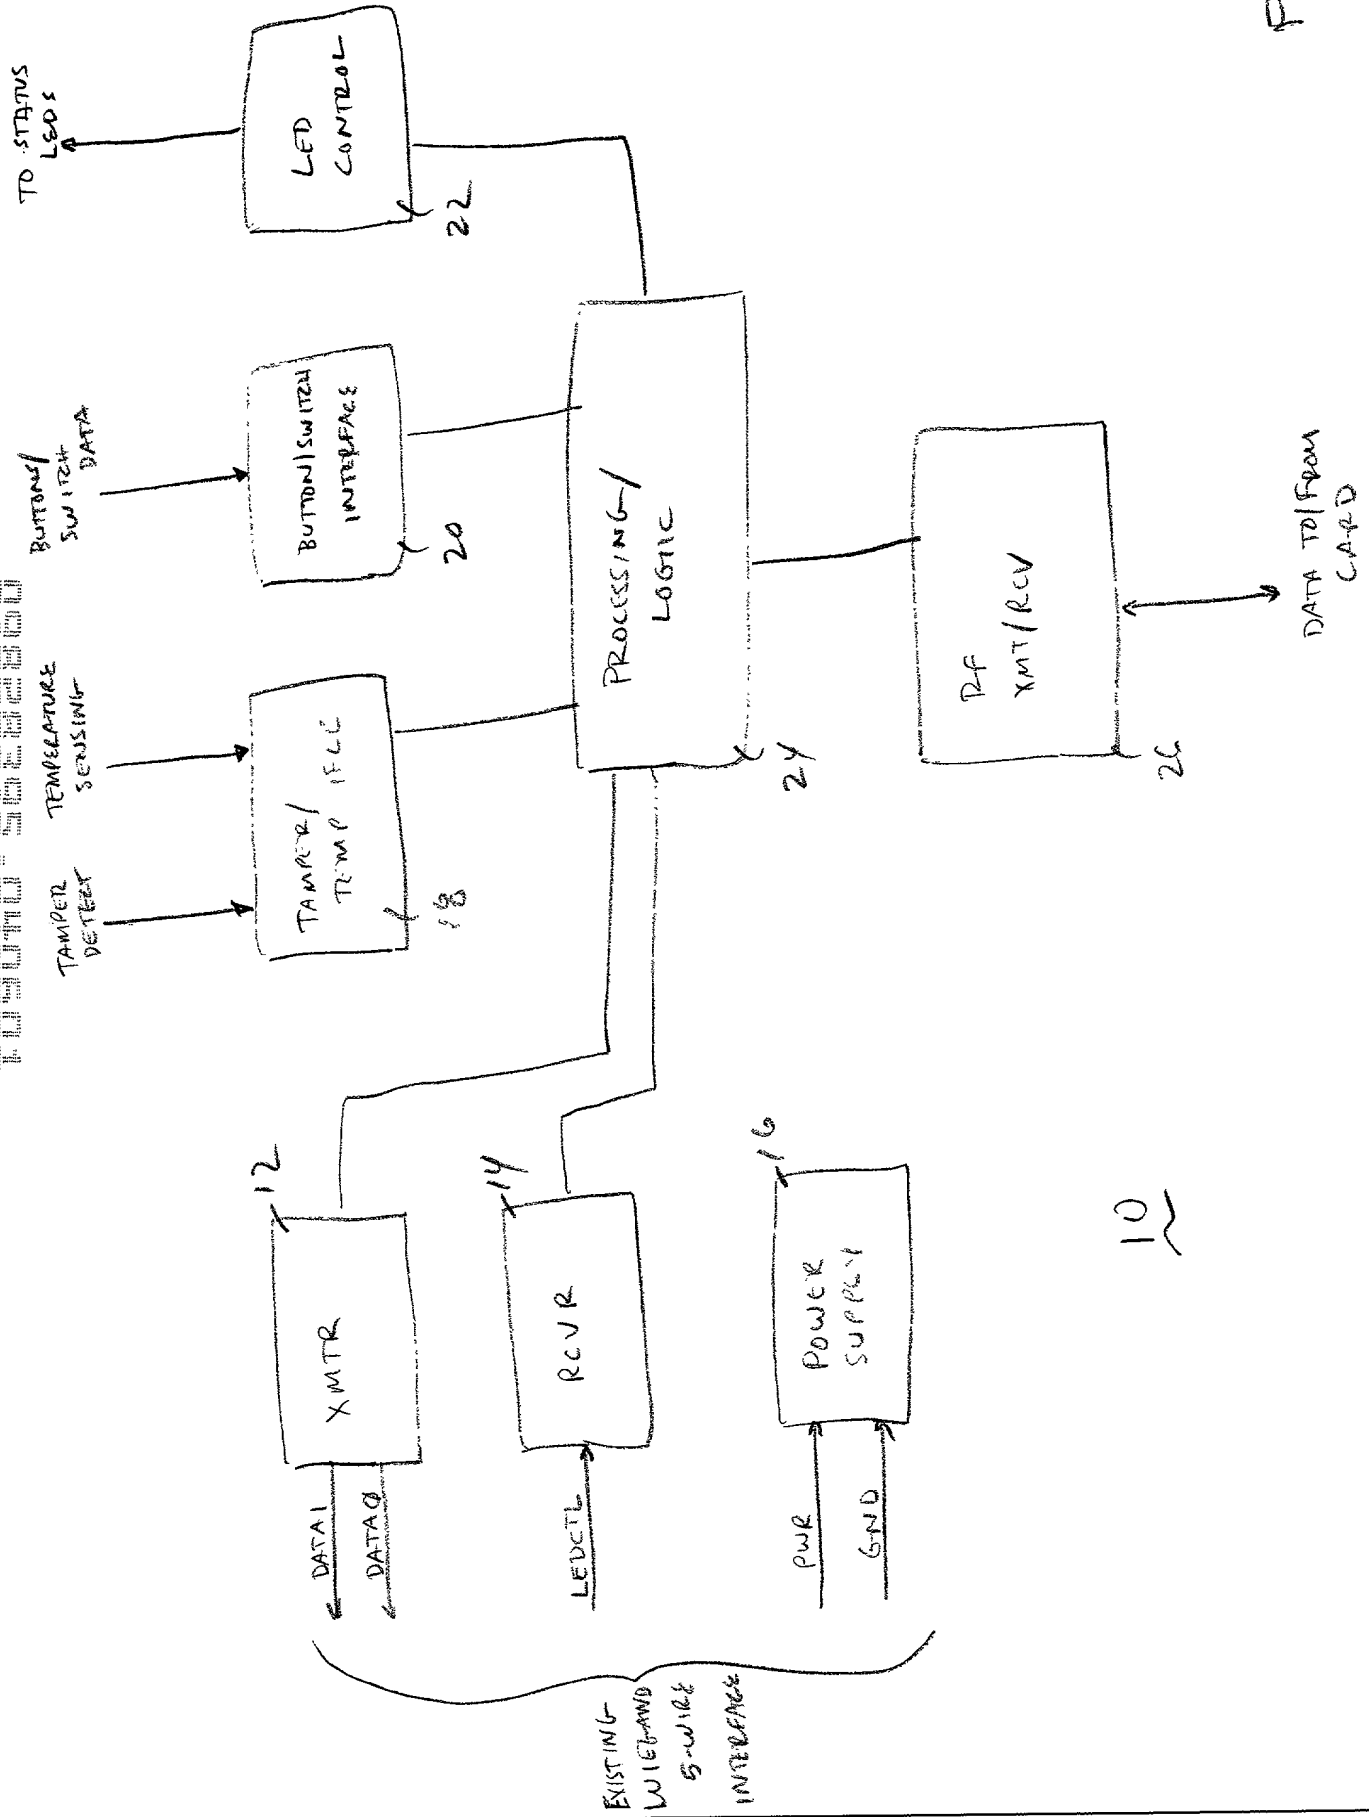 TO STATUS
LEDS
LED
CONTROL
22
BUTTONS/
SWITCH
DATA
BUTTON/SWITCH
INTERFACE
20
TEMPERATURE
SENSING
TAMPER
DETECT
TAMPER/
TEMP IFCE
18
PROCESSING/
LOGIC
24
RF
XMT/RCV
26
DATA TO/FROM
CARD
12
XMTR
DATA1
DATA0
14
RCVR
LEDCTL
16
POWER
SUPPLY
PWR
GND
EXISTING
WIEGAND
5-WIRE
INTERFACE
10